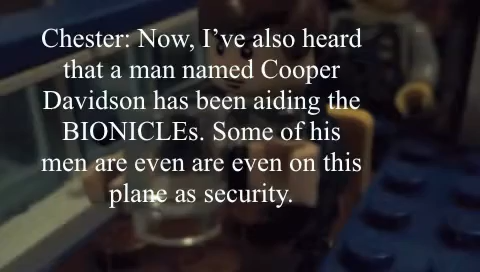 Chester: Now, I’ve also heard
that a man named Cooper
Davidson has been aiding the
BIONICLEs. Some of his
men are even are even on this
plane as security.